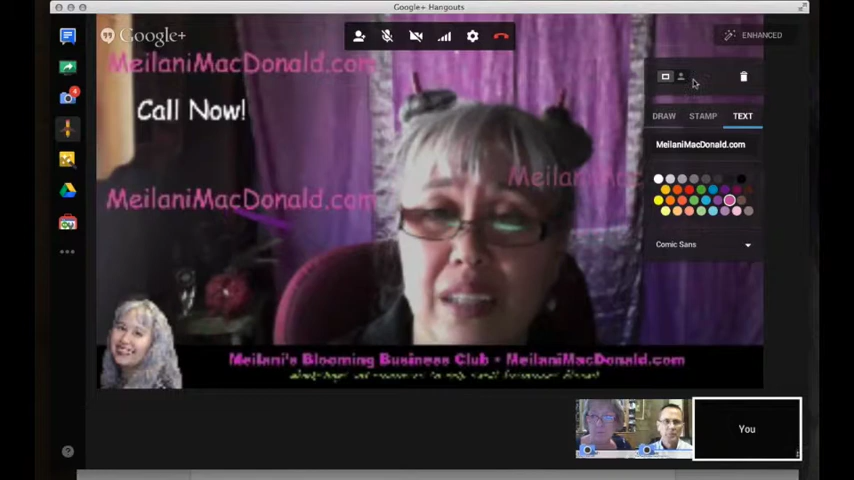 Google+ Hangouts
Google+
ENHANCED
MeilaniMacDonald.com
Call Now!
4
DRAW STAMP TEXT
MeilaniMacDonald.com
MeilaniMacDonald.com
Comic Sans
Meilani's Blooming Business Club • MeilaniMacDonald.com
You
?